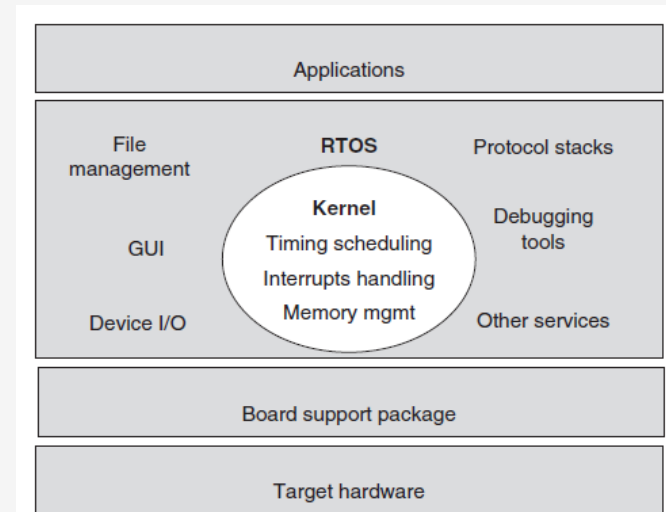 Applications
File
management
RTOS
Protocol stacks
Kernel
Timing scheduling
Interrupts handling
Memory mgmt
GUI
Debugging
tools
Device I/O
Other services
Board support package
Target hardware